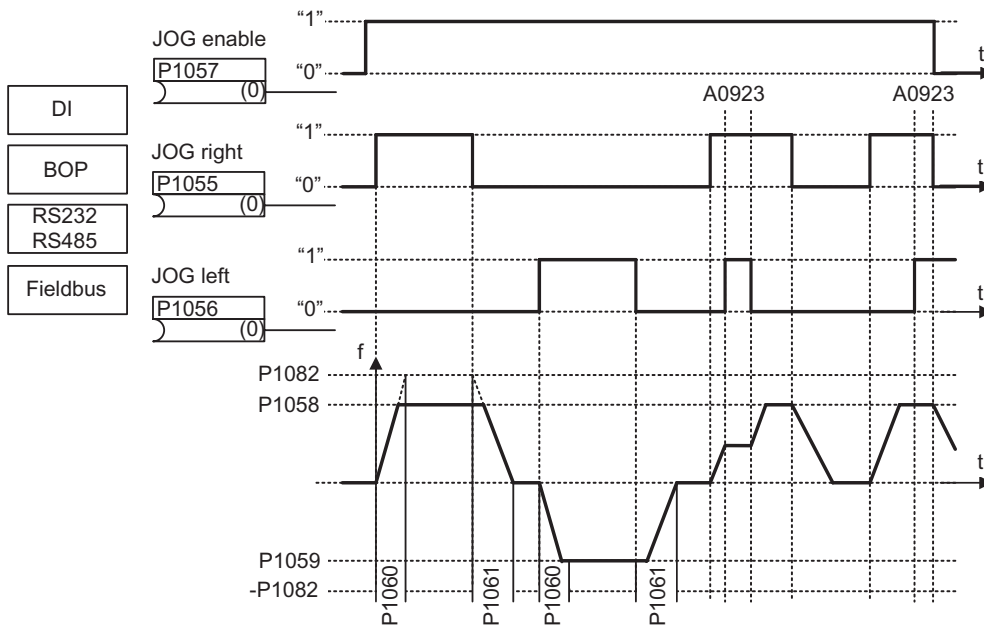 "1"
JOG enable
t
P1057
"0"
(0)
A0923
A0923
DI
"1"
JOG right
t
BOP
P1055
"0"
(0)
RS232
RS485
"1"
JOG left
t
Fieldbus
P1056
"0"
(0)
f
P1082
P1058
t
P1059
-P1082
P1060
P1061
P1060
P1061